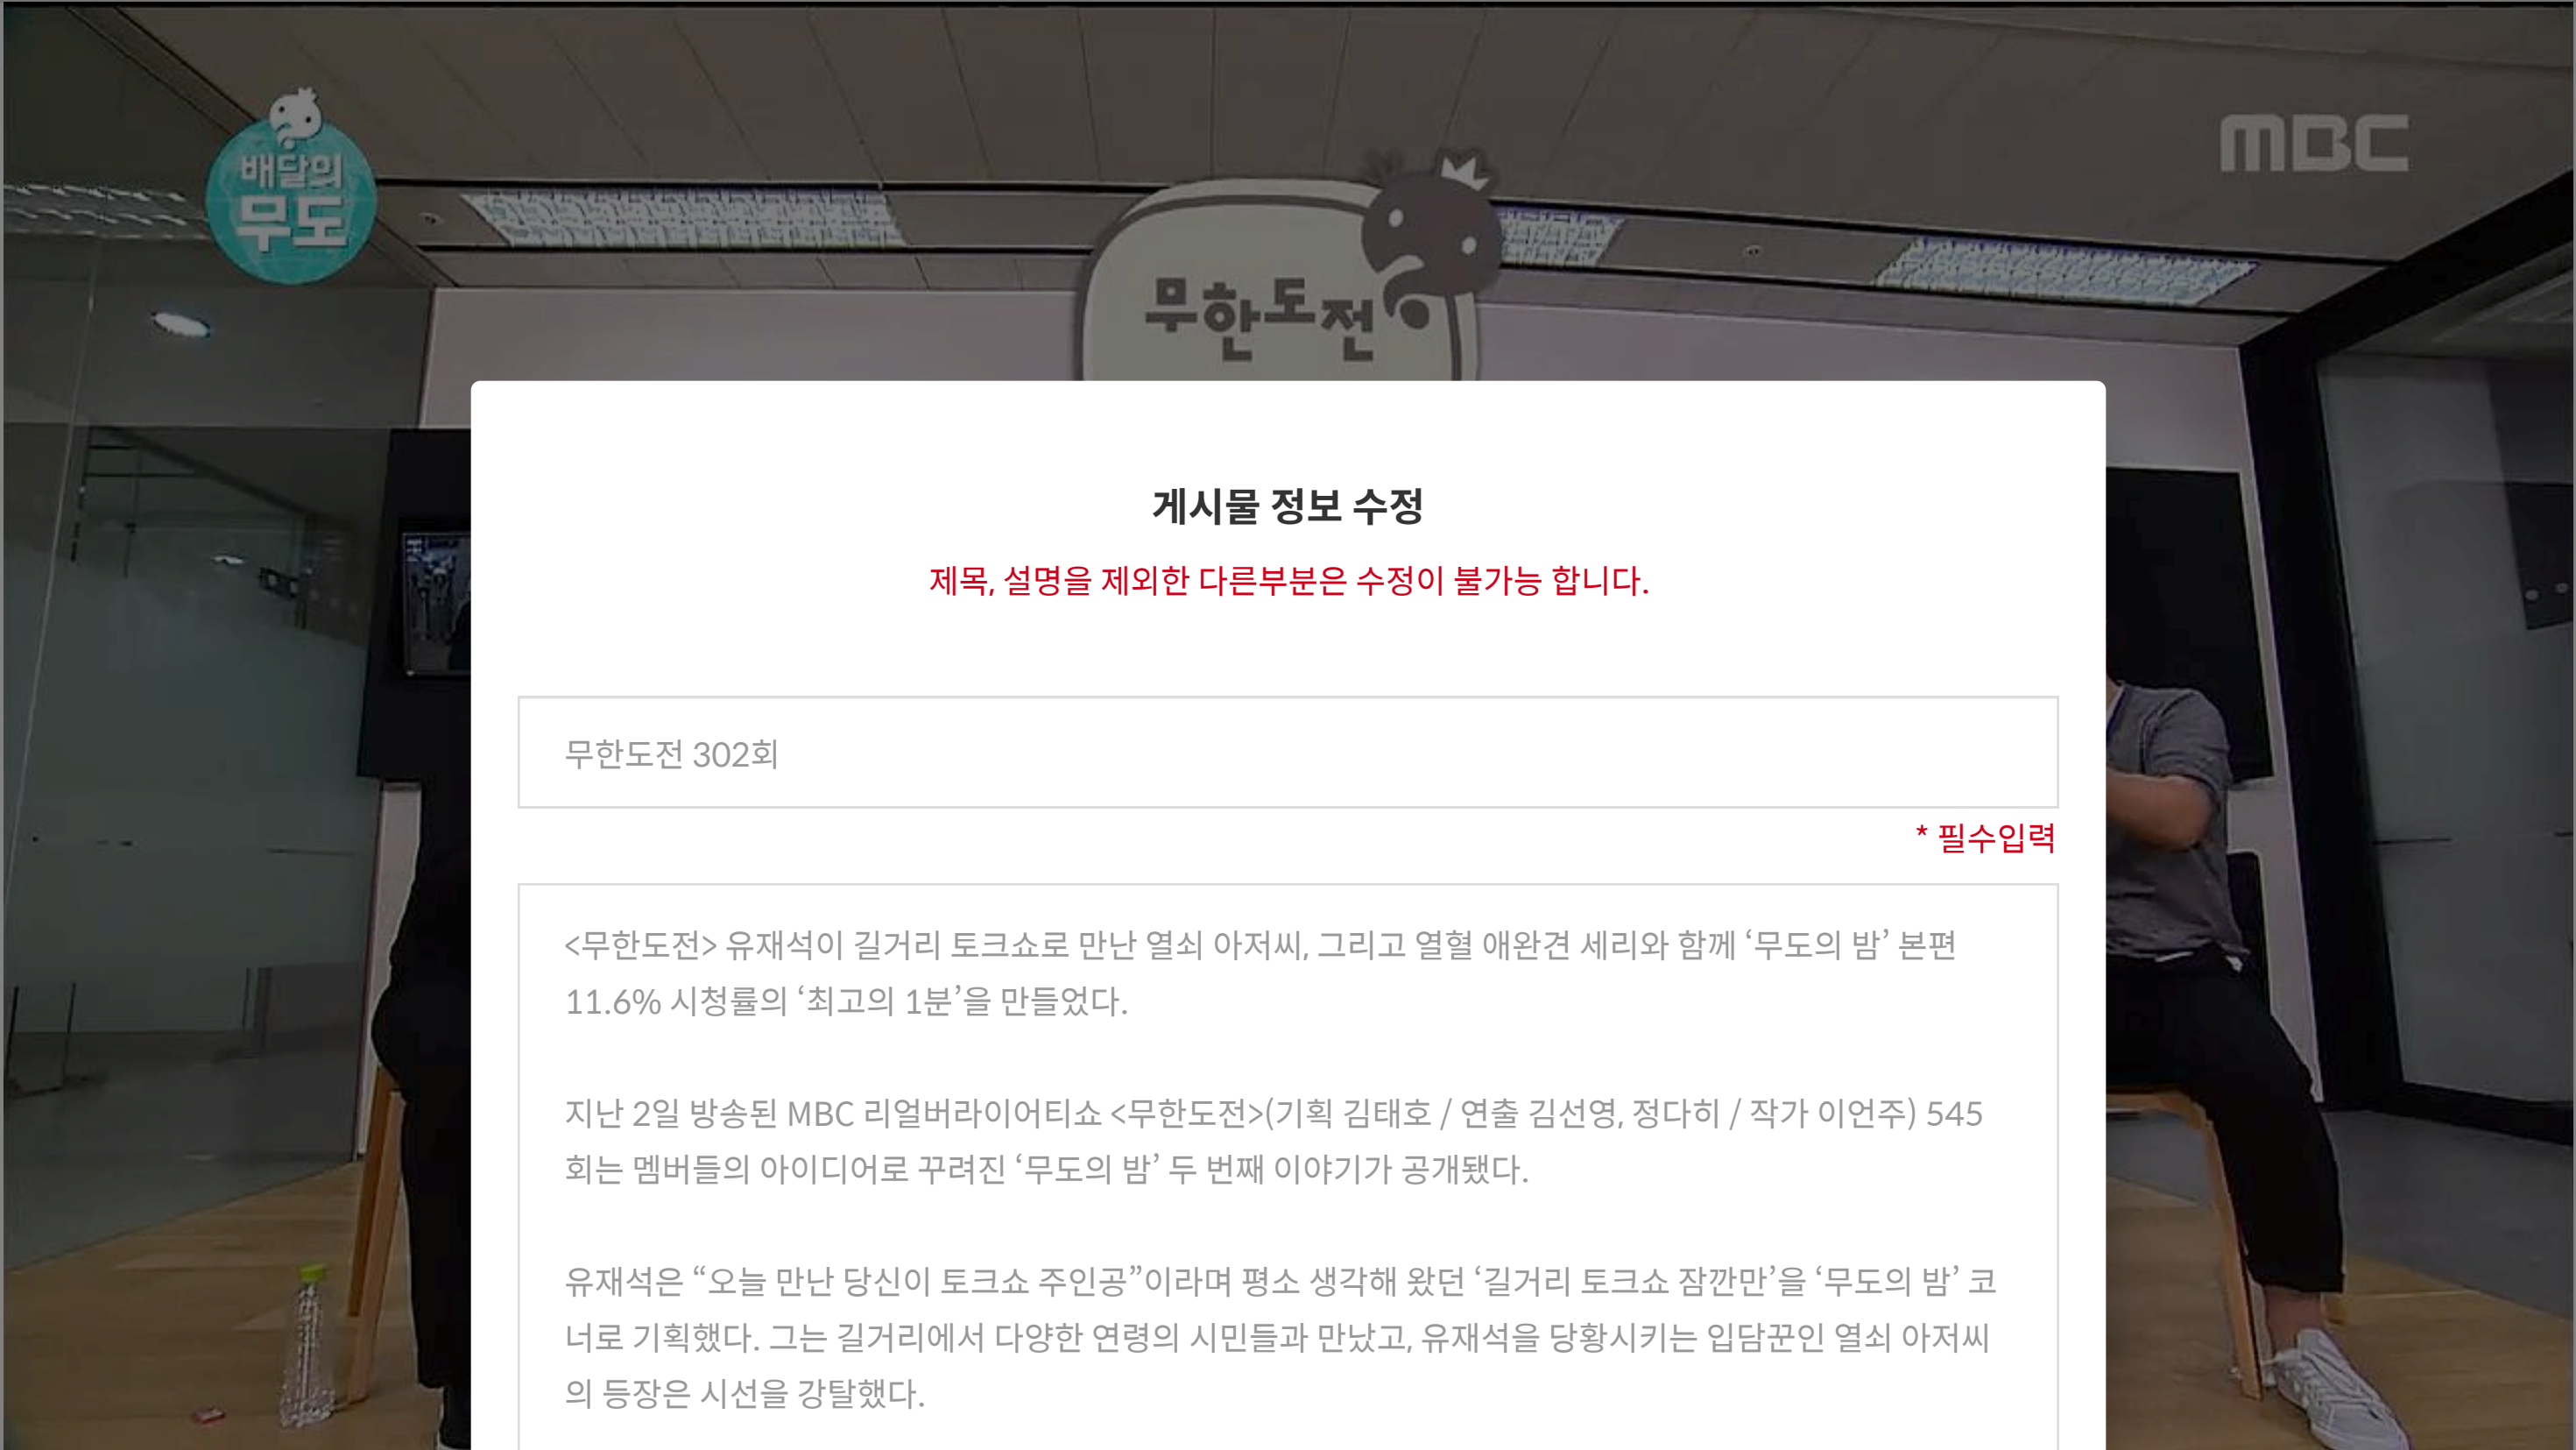 배달의
무도
MBC
무한도전
게시물 정보 수정
제목, 설명을 제외한 다른부분은 수정이 불가능 합니다.
무한도전 302회
* 필수입력
<무한도전> 유재석이 길거리 토크쇼로 만난 열쇠 아저씨, 그리고 열혈 애완견 세리와 함께 ‘무도의 밤’ 본편
11.6% 시청률의 ‘최고의 1분’을 만들었다.
지난 2일 방송된 MBC 리얼버라이어티쇼 <무한도전>(기획 김태호 / 연출 김선영, 정다히 / 작가 이언주) 545
회는 멤버들의 아이디어로 꾸려진 ‘무도의 밤’ 두 번째 이야기가 공개됐다.
유재석은 “오늘 만난 당신이 토크쇼 주인공”이라며 평소 생각해 왔던 ‘길거리 토크쇼 잠깐만’을 ‘무도의 밤’ 코
너로 기획했다. 그는 길거리에서 다양한 연령의 시민들과 만났고, 유재석을 당황시키는 입담꾼인 열쇠 아저씨
의 등장은 시선을 강탈했다.